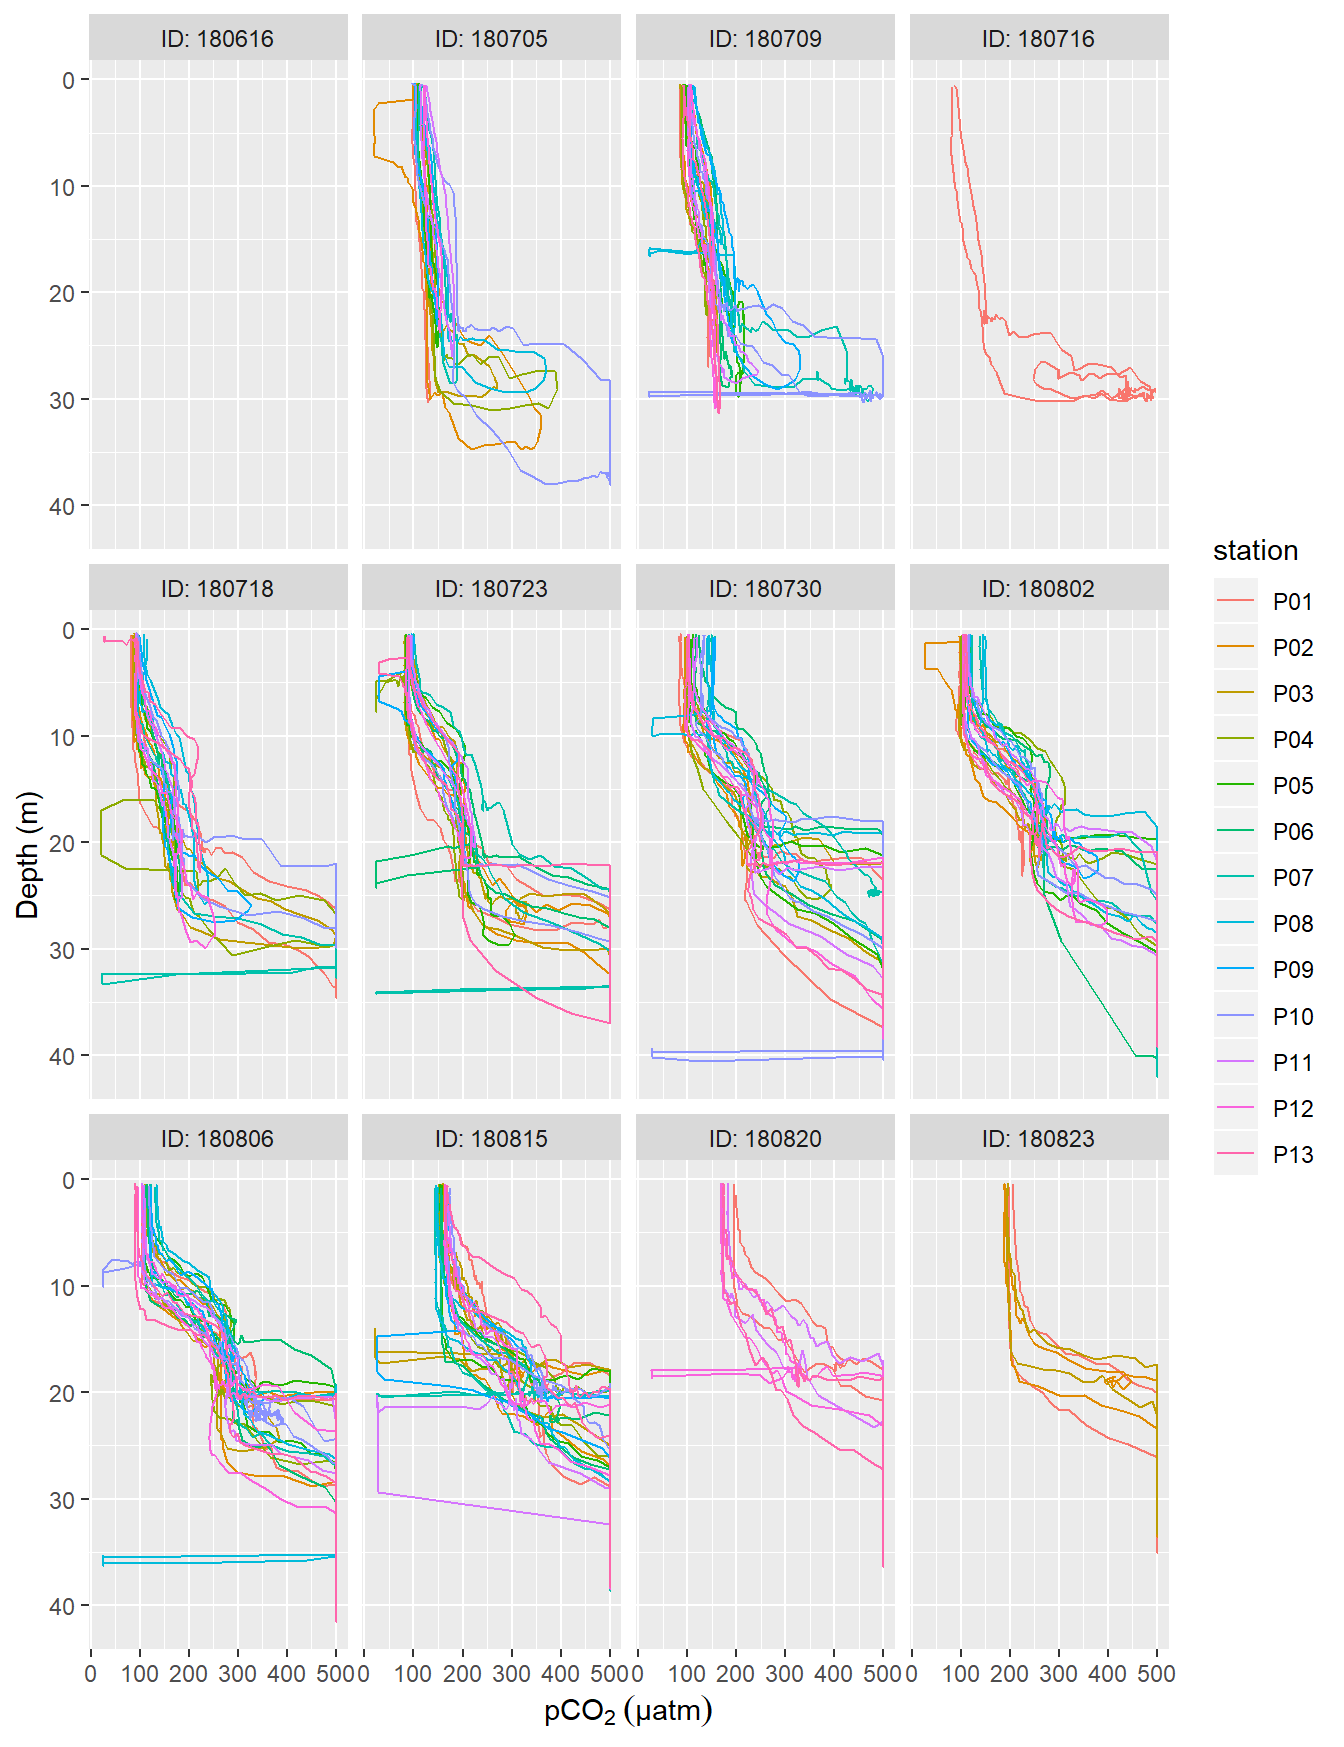 ID: 180616 ID: 180705 ID: 180709 ID: 180716
0
10
20
30
40
ID: 180718 ID: 180723 ID: 180730 ID: 180802
0
10
20
30
40
ID: 180806 ID: 180815 ID: 180820 ID: 180823
0
10
20
30
40
0 100 200 300 400 500 0 100 200 300 400 500 0 100 200 300 400 500 0 100 200 300 400 500
Depth (m)
pCO₂ (µatm)
station
P01
P02
P03
P04
P05
P06
P07
P08
P09
P10
P11
P12
P13